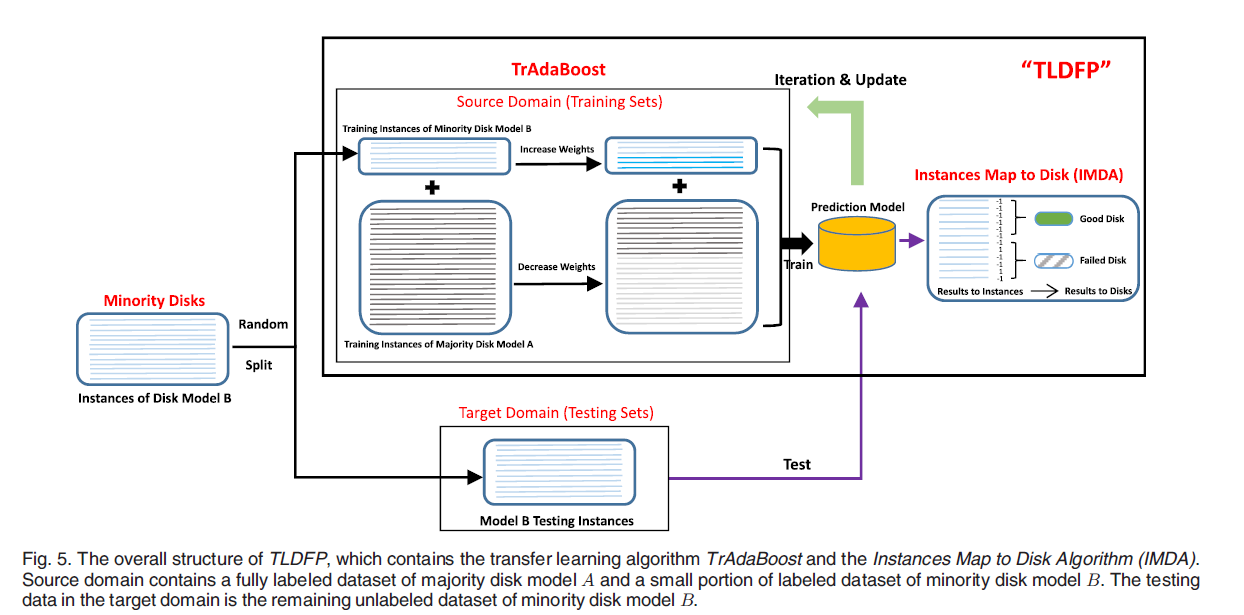 TrAdaBoost
“TLDFP”
Iteration & Update
Source Domain (Training Sets)
Training Instances of Minority Disk Model B
Increase Weights
Instances Map to Disk (IMDA)
+
+
Prediction Model
-1
-1
-1
-1
-1
1
-1
1
-1
Good Disk
Failed Disk
Decrease Weights
Train
Results to Instances
Results to Disks
Training Instances of Majority Disk Model A
Minority Disks
Random
Split
Instances of Disk Model B
Target Domain (Testing Sets)
Test
Model B Testing Instances
Fig. 5. The overall structure of TLDFP, which contains the transfer learning algorithm TrAdaBoost and the Instances Map to Disk Algorithm (IMDA).
Source domain contains a fully labeled dataset of majority disk model A and a small portion of labeled dataset of minority disk model B. The testing
data in the target domain is the remaining unlabeled dataset of minority disk model B.